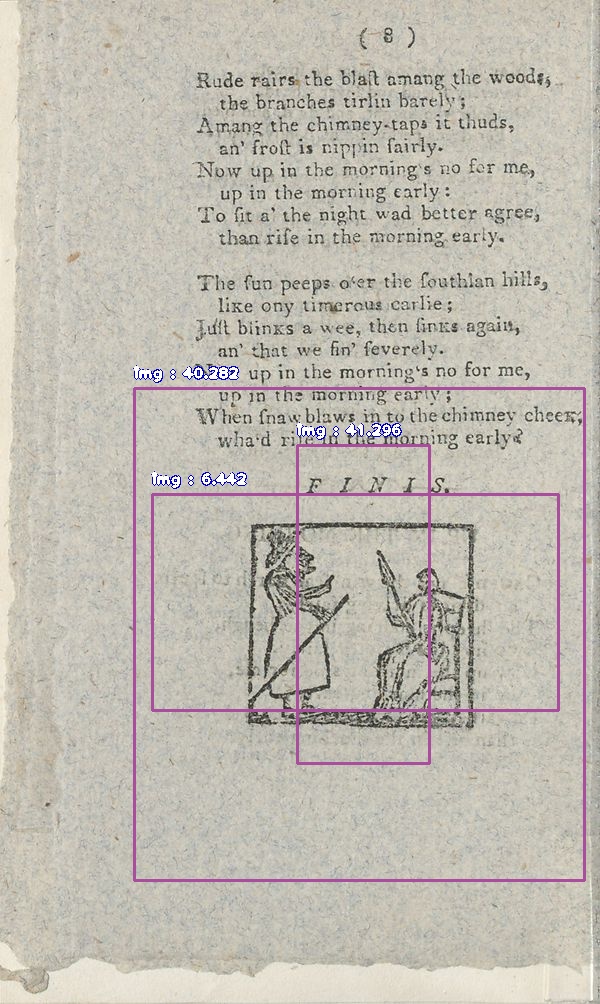 ( 8 )
Rude rairs the blaſt amang the woods,
the branches tirlin barely;
Amang the chimney-taps it thuds,
an' froſt is nippin fairly.
Now up in the morning's no for me,
up in the morning early:
To ſit a' the night wad better agree,
than riſe in the morning early.
The ſun peeps o'er the ſouthlan hills,
like ony timerous carlie;
Juſt blinks a wee, then ſinks again,
an' that we fin' ſeverely.
img : 40.282
up in the morning's no for me,
up in the morning early;
When ſnaw blaws in to the chimney cheek,
wha'd riſe in the morning early?
img : 41.296
img : 6.442
F I N I S.